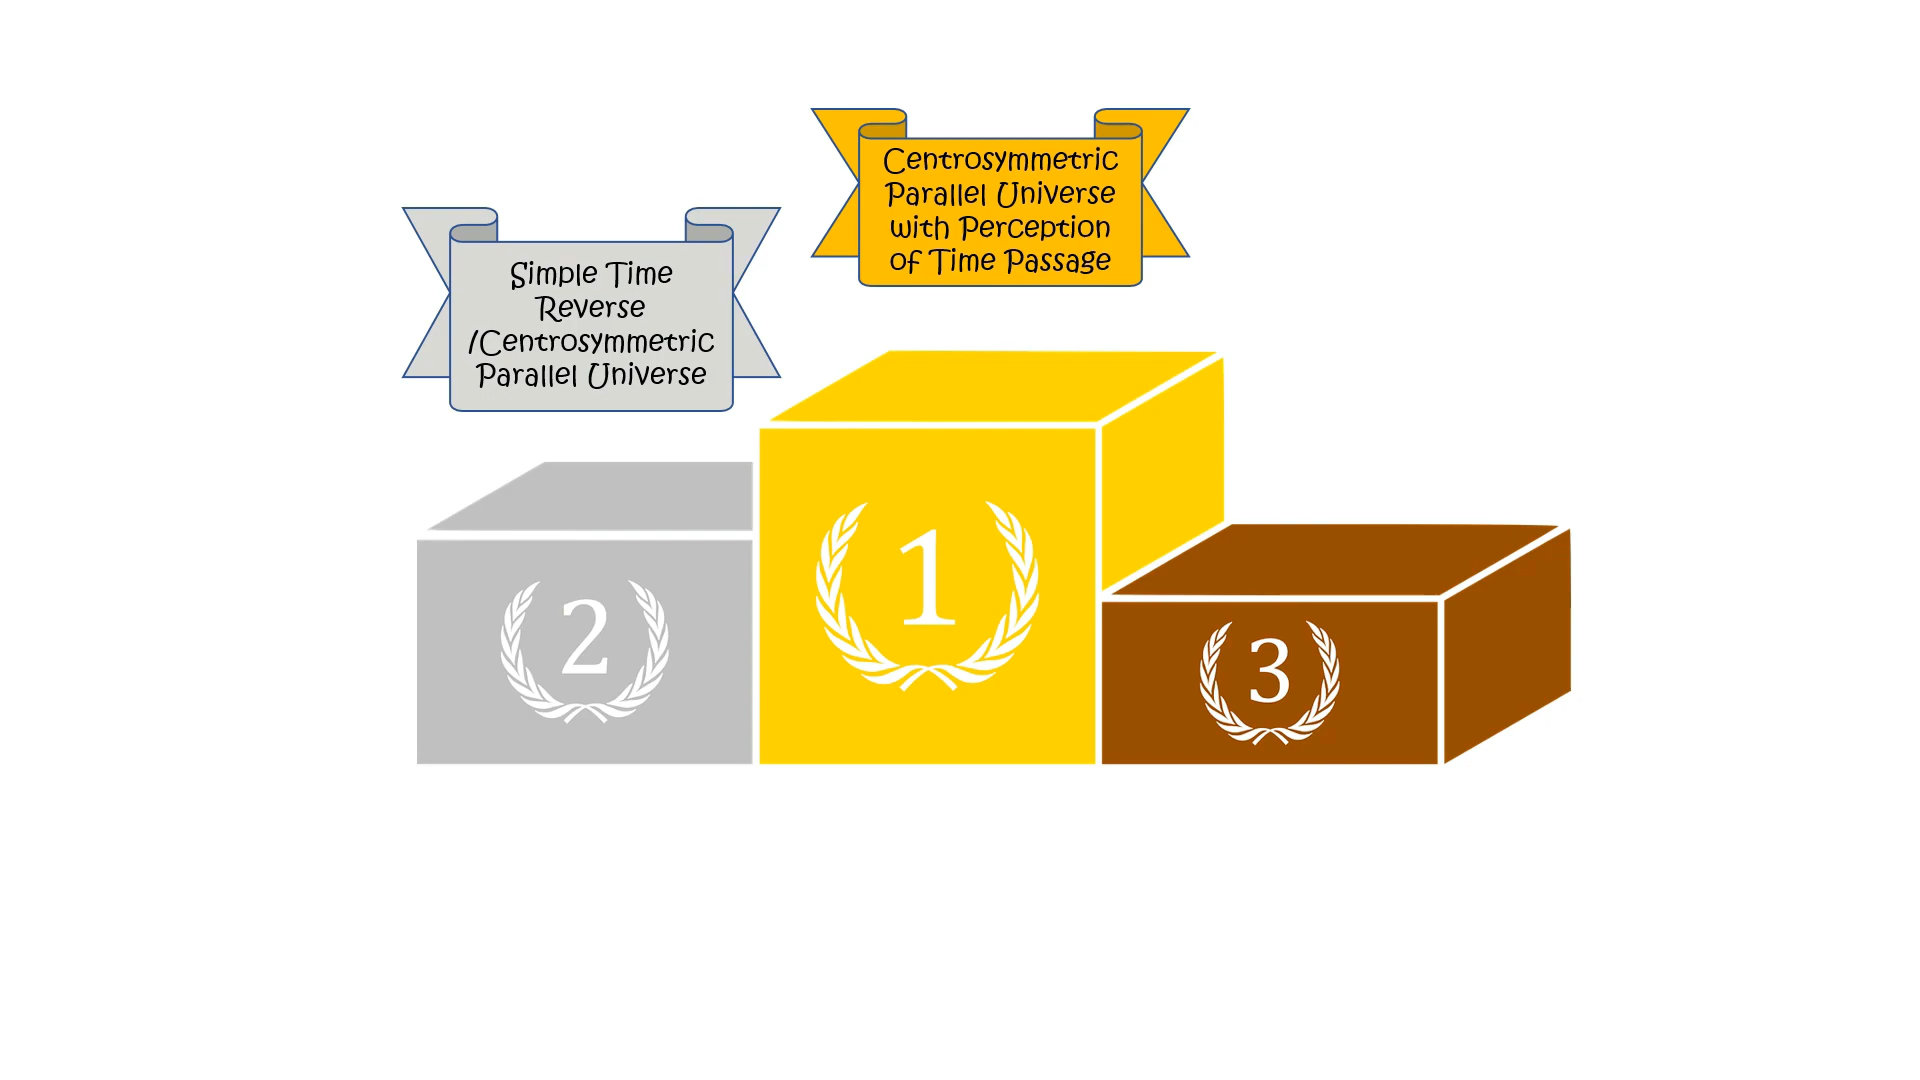 Centrosymmetric
Parallel Universe
with Perception
of Time Passage
Simple Time
Reverse
/Centrosymmetric
Parallel Universe
1
2
3